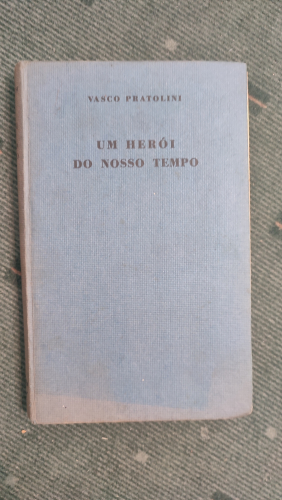 VASCO PRATOLINI
UM HERÓI
DO NOSSO TEMPO